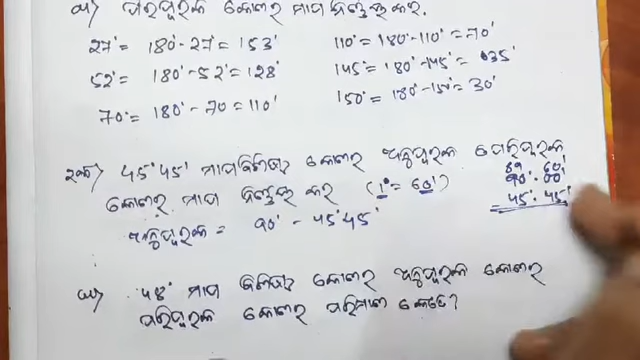 ପରିପୂରକ କୋଣର ମାପ ନିର୍ଣ୍ଣୟ କର.
27° = 180° - 27 = 153°
110° = 180° - 110° = 70°
52° = 180° - 52° = 128°
145° = 180° - 145° = 035°
70° = 180° - 70 = 110°
150° = 180° - 150° = 30°
45° 45' ମାପବିଶିଷ୍ଟ କୋଣର ଅନୁପୂରକ ପରିପୂରକ
କୋଣର ମାପ ନିର୍ଣ୍ଣୟ କର (1° = 60')
89 60'
90° . 00'
45° . 45'
ଅନୁପୂରକ = 90° - 45° 45'
48° ମାପ ବିଶିଷ୍ଟ କୋଣର ଅନୁପୂରକ କୋଣର
ପରିପୂରକ କୋଣର ପରିମାଣ କେତେ?